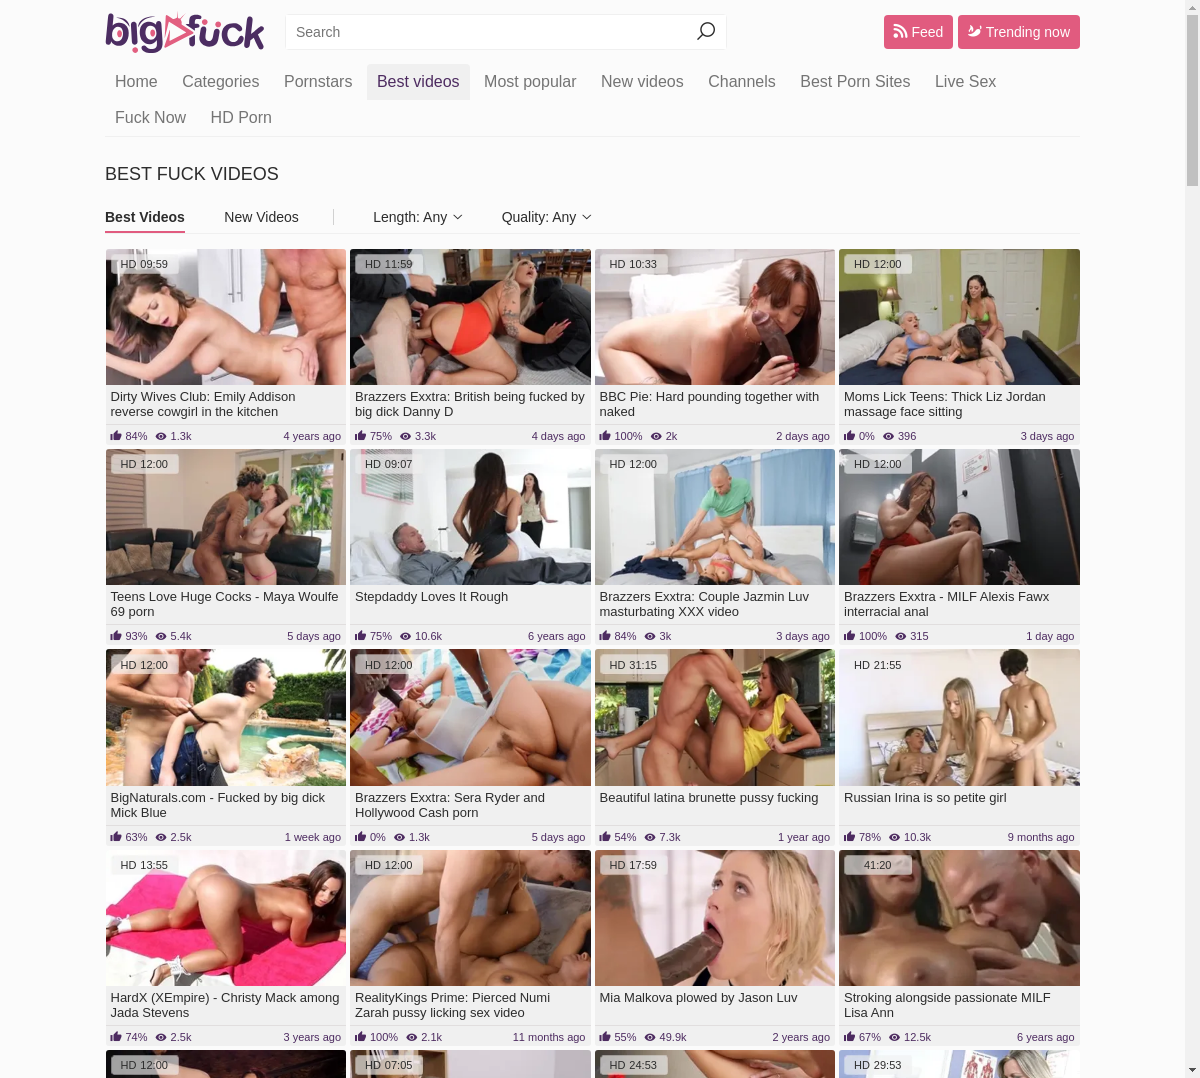 bigfuck
Search
Feed
Trending now
Home Categories Pornstars Best videos Most popular New videos Channels Best Porn Sites Live Sex
Fuck Now HD Porn
BEST FUCK VIDEOS
Best Videos New Videos Length: Any Quality: Any
HD 09:59
HD 11:59
HD 10:33
HD 12:00
Dirty Wives Club: Emily Addison
reverse cowgirl in the kitchen
84% 1.3k 4 years ago
Brazzers Exxtra: British being fucked by
big dick Danny D
75% 3.3k 4 days ago
BBC Pie: Hard pounding together with
naked
100% 2k 2 days ago
Moms Lick Teens: Thick Liz Jordan
massage face sitting
0% 396 3 days ago
HD 12:00
HD 09:07
HD 12:00
HD 12:00
Teens Love Huge Cocks - Maya Woulfe
69 porn
93% 5.4k 5 days ago
Stepdaddy Loves It Rough
75% 10.6k 6 years ago
Brazzers Exxtra: Couple Jazmin Luv
masturbating XXX video
84% 3k 3 days ago
Brazzers Exxtra - MILF Alexis Fawx
interracial anal
100% 315 1 day ago
HD 12:00
HD 12:00
HD 31:15
HD 21:55
BigNaturals.com - Fucked by big dick
Mick Blue
63% 2.5k 1 week ago
Brazzers Exxtra: Sera Ryder and
Hollywood Cash porn
0% 1.3k 5 days ago
Beautiful latina brunette pussy fucking
54% 7.3k 1 year ago
Russian Irina is so petite girl
78% 10.3k 9 months ago
HD 13:55
HD 12:00
HD 17:59
41:20
HardX (XEmpire) - Christy Mack among
Jada Stevens
74% 2.5k 3 years ago
RealityKings Prime: Pierced Numi
Zarah pussy licking sex video
100% 2.1k 11 months ago
Mia Malkova plowed by Jason Luv
55% 49.9k 2 years ago
Stroking alongside passionate MILF
Lisa Ann
67% 12.5k 6 years ago
HD 12:00
HD 07:05
HD 24:53
HD 29:53